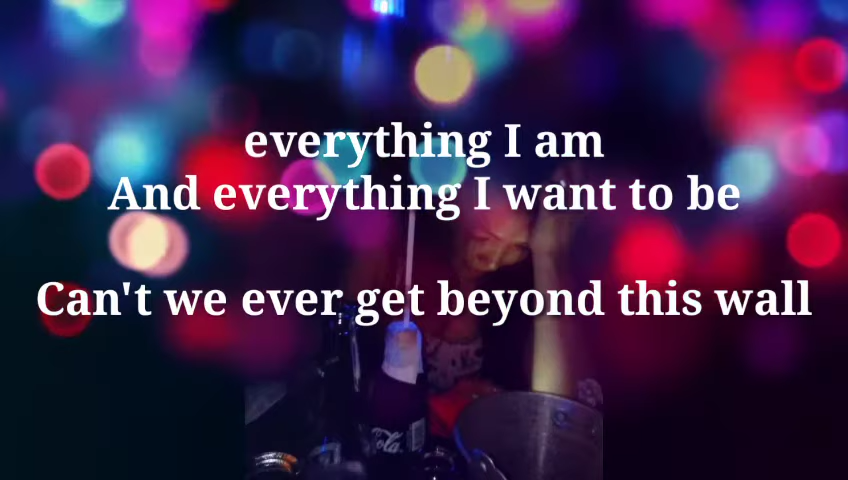 everything I am
And everything I want to be
Can't we ever get beyond this wall